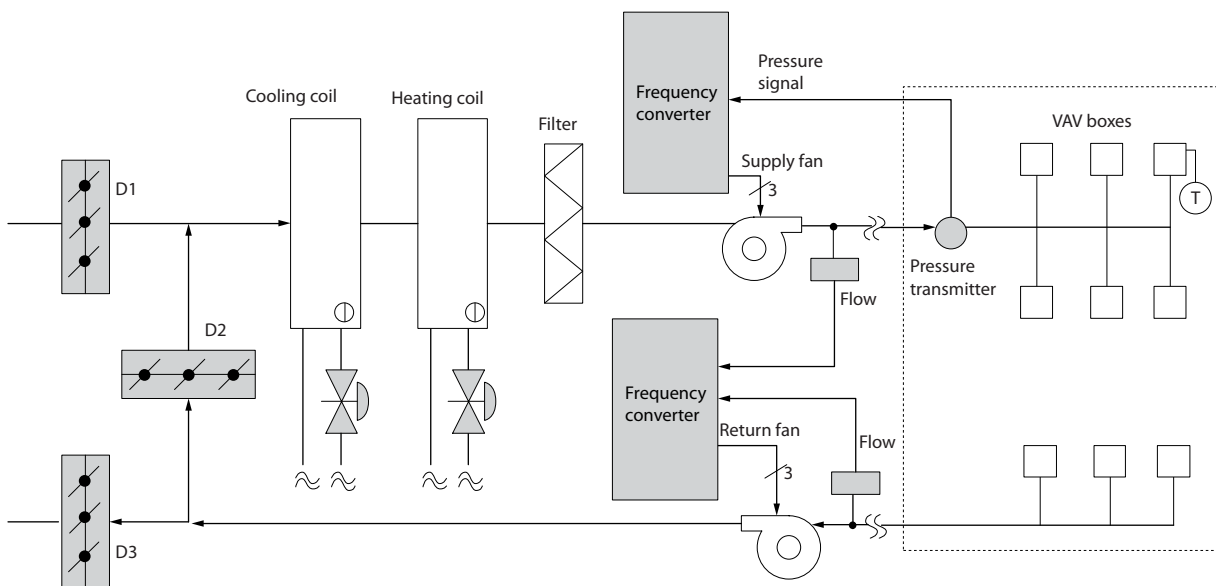 Cooling coil
Heating coil
Filter
Frequency
converter
Pressure
signal
VAV boxes
D1
Supply fan
3
T
Pressure
transmitter
Flow
D2
Frequency
converter
Return fan
Flow
3
D3